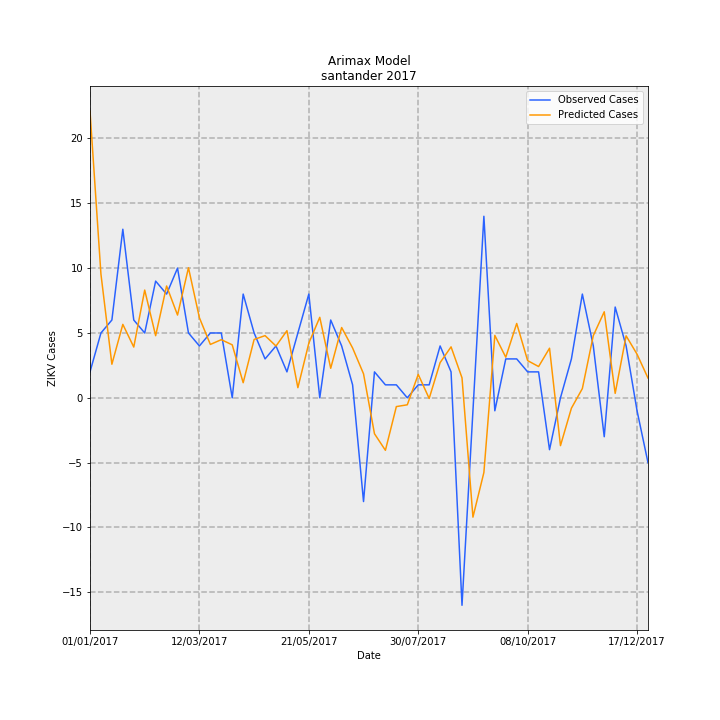 Arimax Model
santander 2017
Observed Cases
Predicted Cases
ZIKV Cases
20
15
10
5
0
−5
−10
−15
01/01/2017 12/03/2017 21/05/2017 30/07/2017 08/10/2017 17/12/2017
Date